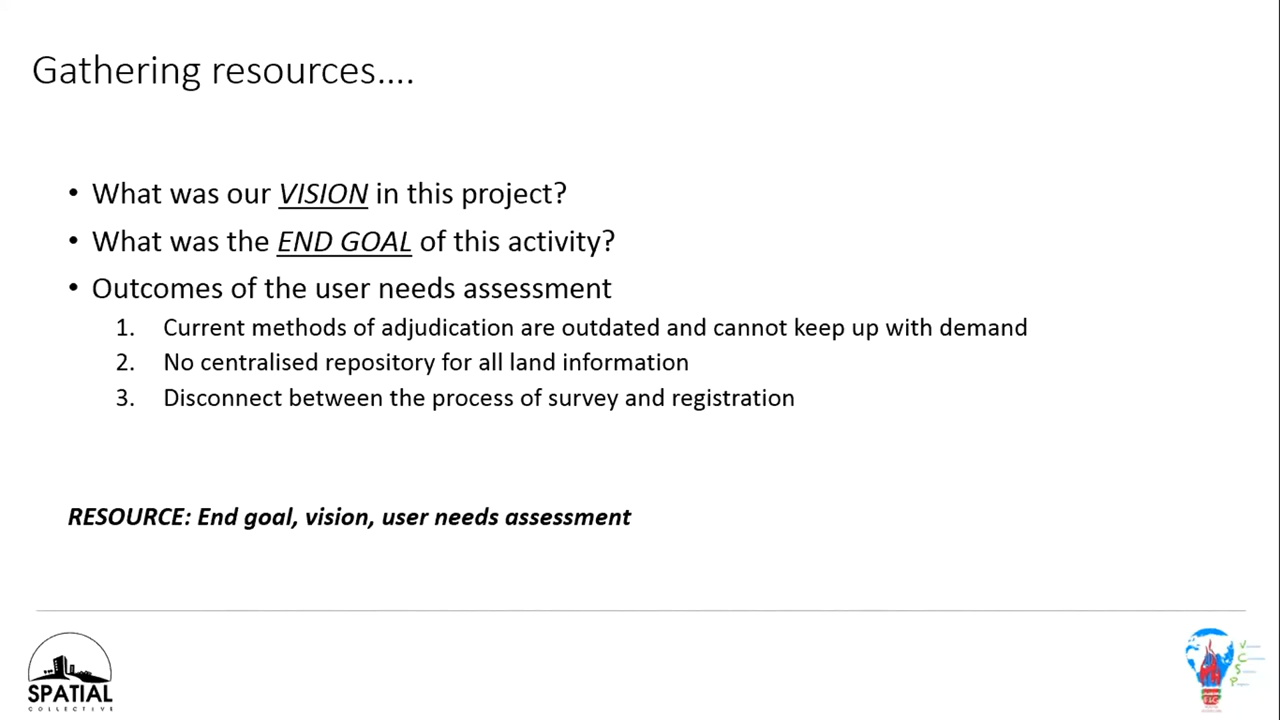 Gathering resources....
• What was our VISION in this project?
• What was the END GOAL of this activity?
• Outcomes of the user needs assessment
1. Current methods of adjudication are outdated and cannot keep up with demand
2. No centralised repository for all land information
3. Disconnect between the process of survey and registration
RESOURCE: End goal, vision, user needs assessment
SPATIAL
COLLECTIVE
V
C
S
P